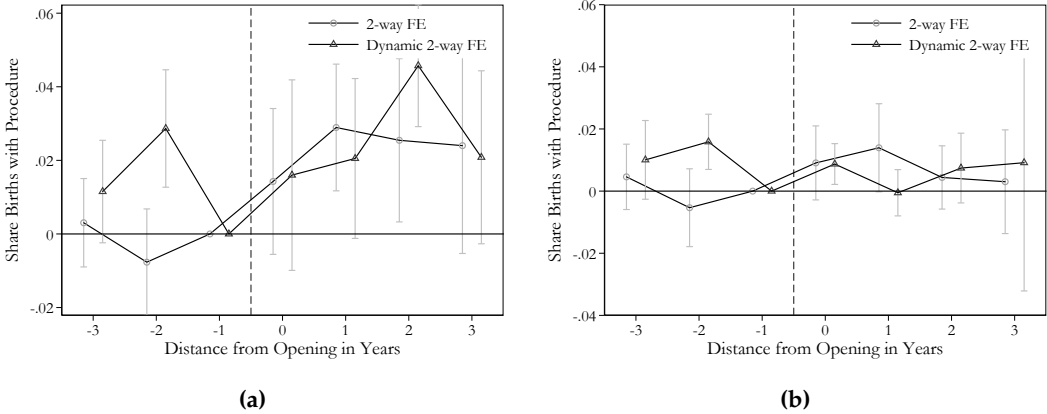 .06
.04
.02
0
-.02
Share Births with Procedure
2-way FE
Dynamic 2-way FE
-3 -2 -1 0 1 2 3
Distance from Opening in Years
(a)
.06
.04
.02
0
-.02
-.04
Share Births with Procedure
2-way FE
Dynamic 2-way FE
-3 -2 -1 0 1 2 3
Distance from Opening in Years
(b)